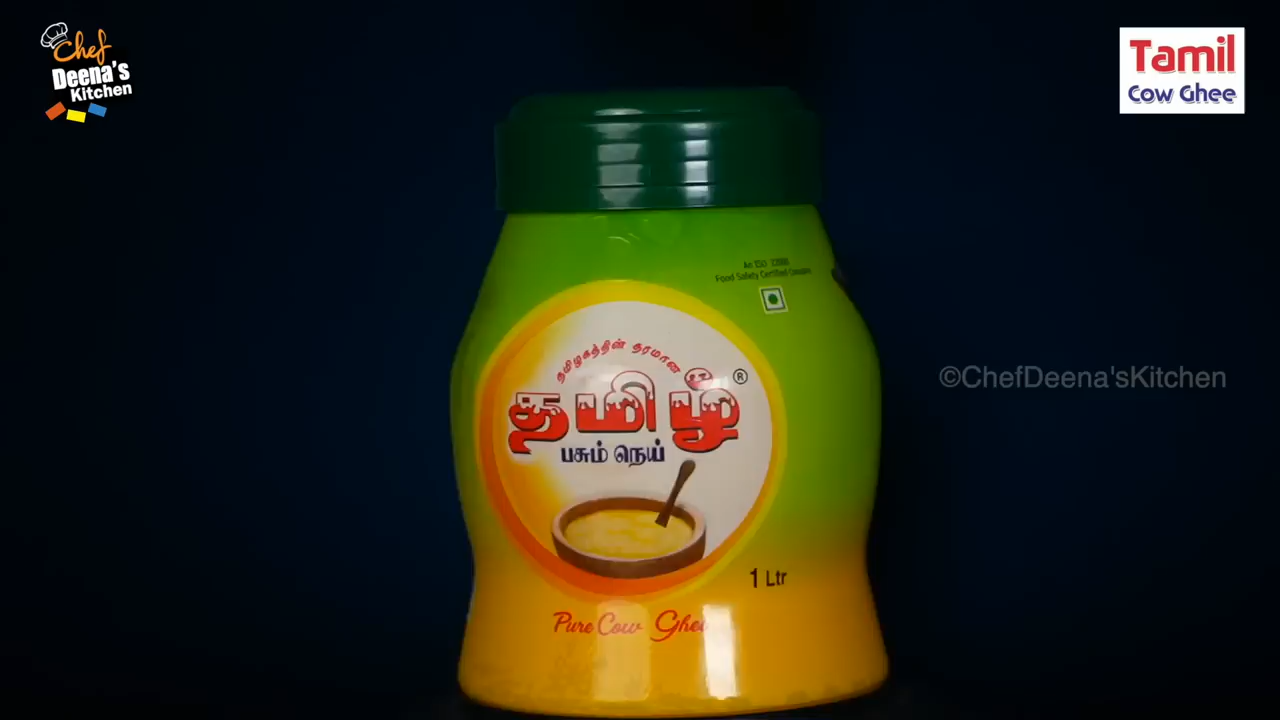 Chef
Deena's
Kitchen
Tamil
Cow Ghee
An ISO 22000
Food Safety Certified Company
தமிழகத்தின் தரமான
தமிழ்
®
பசும் நெய்
©ChefDeena'sKitchen
1 Ltr
Pure Cow Ghee